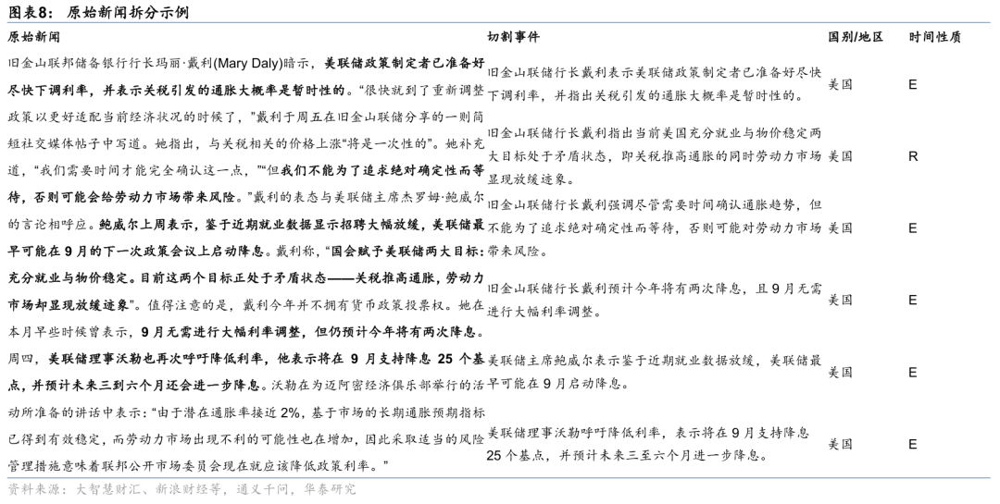 图表8： 原始新闻拆分示例
原始新闻 切割事件 国别/地区 时间性质
旧金山联邦储备银行行长玛丽·戴利(Mary Daly)暗示，美联储政策制定者已准备好
尽快下调利率，并表示关税引发的通胀大概率是暂时性的。“很快就到了重新调整
政策以更好适配当前经济状况的时候了，”戴利于周五在旧金山联储分享的一则简
短社交媒体帖子中写道。她指出，与关税相关的价格上涨“将是一次性的”。她补充
道，“我们需要时间才能完全确认这一点，”“但我们不能为了追求绝对确定性而等
待，否则可能会给劳动力市场带来风险。”戴利的表态与美联储主席杰罗姆·鲍威尔
的言论相呼应。鲍威尔上周表示，鉴于近期就业数据显示招聘大幅放缓，美联储最
早可能在 9 月的下一次政策会议上启动降息。戴利称，“国会赋予美联储两大目标：
充分就业与物价稳定。目前这两个目标正处于矛盾状态——关税推高通胀，劳动力
市场却显现放缓迹象”。值得注意的是，戴利今年并不拥有货币政策投票权。她在
本月早些时候曾表示，9 月无需进行大幅利率调整，但仍预计今年将有两次降息。
周四，美联储理事沃勒也再次呼吁降低利率，他表示将在 9 月支持降息 25 个基
点，并预计未来三到六个月还会进一步降息。沃勒在为迈阿密经济俱乐部举行的活
动所准备的讲话中表示：“由于潜在通胀率接近 2%，基于市场的长期通胀预期指标
已得到有效稳定，而劳动力市场出现不利的可能性也在增加，因此采取适当的风险
管理措施意味着联邦公开市场委员会现在就应该降低政策利率。”
旧金山联储行长戴利表示美联储政策制定者已准备好尽快
下调利率，并指出关税引发的通胀大概率是暂时性的。
美国 E
旧金山联储行长戴利指出当前美国充分就业与物价稳定两
大目标处于矛盾状态，即关税推高通胀的同时劳动力市场
显现放缓迹象。
美国 R
旧金山联储行长戴利强调尽管需要时间确认通胀趋势，但
不能为了追求绝对确定性而等待，否则可能对劳动力市场
带来风险。
美国 E
旧金山联储行长戴利预计今年将有两次降息，且 9 月无需
进行大幅利率调整。
美国 E
美联储主席鲍威尔表示鉴于近期就业数据放缓，美联储最
早可能在 9 月启动降息。
美国 E
美联储理事沃勒呼吁降低利率，表示将在 9 月支持降息
25 个基点，并预计未来三至六个月进一步降息。
美国 E
资料来源：大智慧财汇、新浪财经等，通义千问，华泰研究